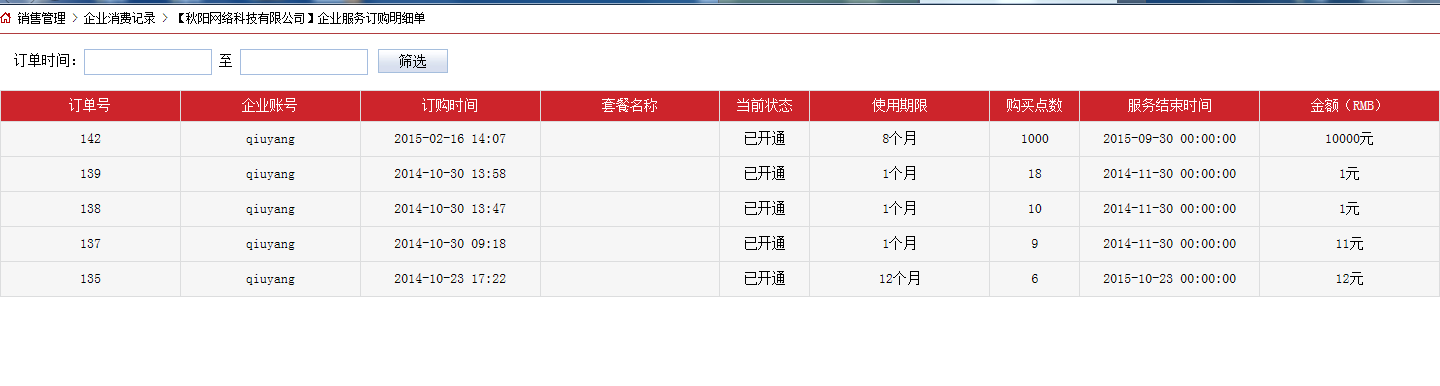 销售管理 > 企业消费记录 > 【秋阳网络科技有限公司】企业服务订购明细单
订单时间: 至 筛选
订单号 企业账号 订购时间 套餐名称 当前状态 使用期限 购买点数 服务结束时间 金额（RMB）
142 qiuyang 2015-02-16 14:07 已开通 8个月 1000 2015-09-30 00:00:00 10000元
139 qiuyang 2014-10-30 13:58 已开通 1个月 18 2014-11-30 00:00:00 1元
138 qiuyang 2014-10-30 13:47 已开通 1个月 10 2014-11-30 00:00:00 1元
137 qiuyang 2014-10-30 09:18 已开通 1个月 9 2014-11-30 00:00:00 11元
135 qiuyang 2014-10-23 17:22 已开通 12个月 6 2015-10-23 00:00:00 12元